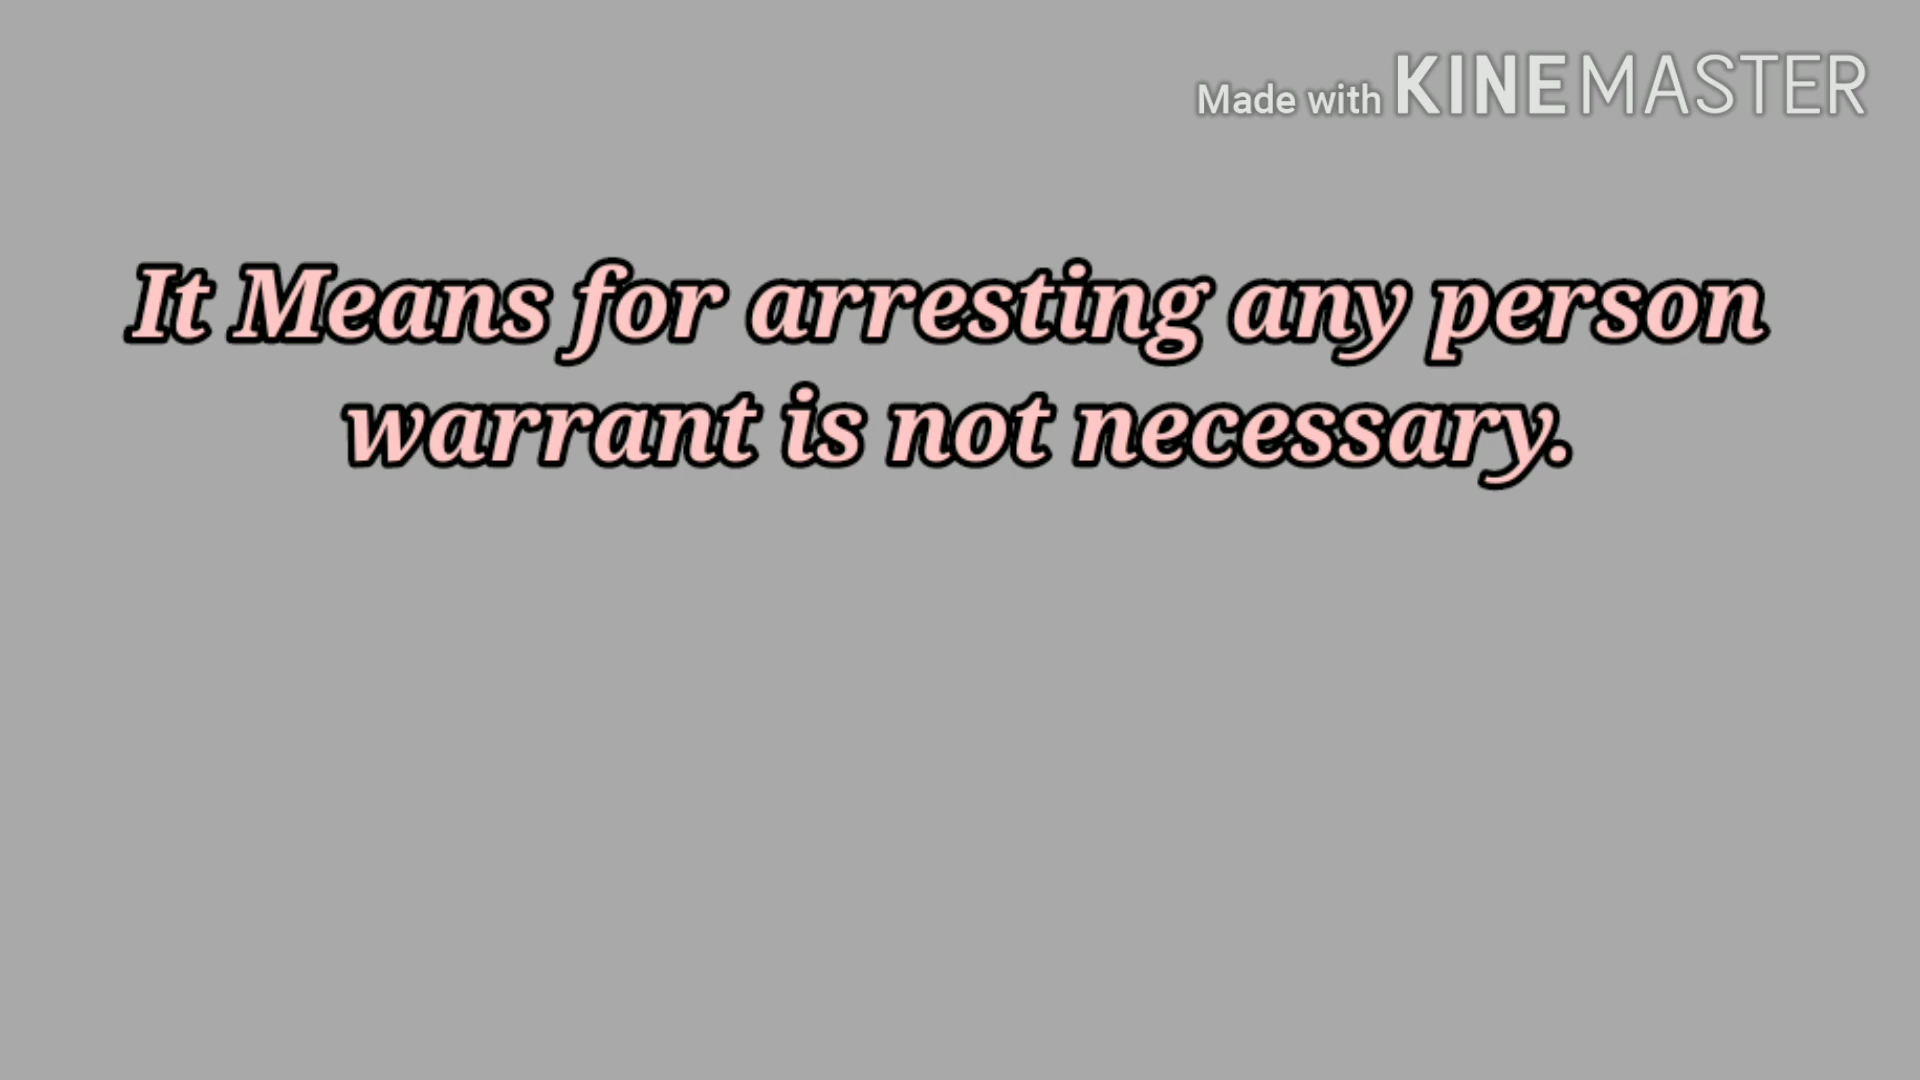 Made with KINEMASTER
It Means for arresting any person
warrant is not necessary.